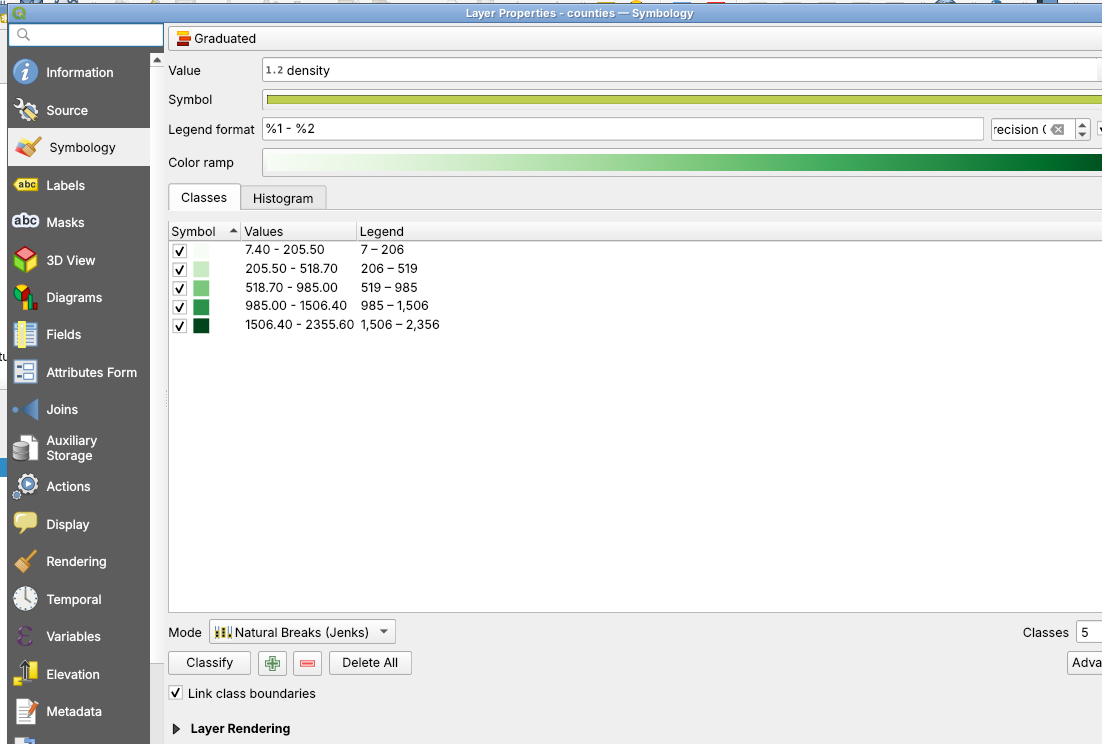 Layer Properties - counties — Symbology
Graduated
Information
Value 1.2 density
Source
Symbol
Legend format %1 - %2
Symbology
Color ramp
Labels
Classes Histogram
Masks
Symbol Values Legend
7.40 - 205.50 7 – 206
3D View
205.50 - 518.70 206 – 519
518.70 - 985.00 519 – 985
Diagrams
985.00 - 1506.40 985 – 1,506
1506.40 - 2355.60 1,506 – 2,356
Fields
Attributes Form
Joins
Auxiliary
Storage
Actions
Display
Rendering
Temporal
Mode Natural Breaks (Jenks) Classes 5
Variables
Classify Delete All
Elevation
Link class boundaries
Metadata
Layer Rendering